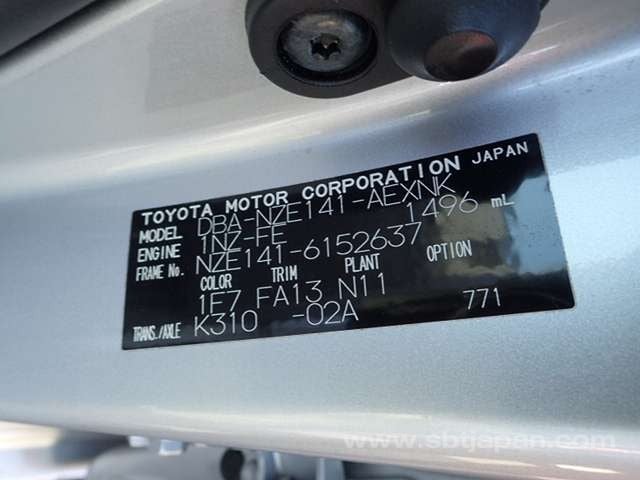 TOYOTA MOTOR CORPORATION JAPAN
MODEL DBA-NZE141-AEXNK
ENGINE 1NZ-FE 1496 mL
FRAME No. NZE141-6152637
COLOR TRIM PLANT OPTION
1E7 FA13 N11
TRANS./AXLE K310 -02A 771
www.sbtjapan.com